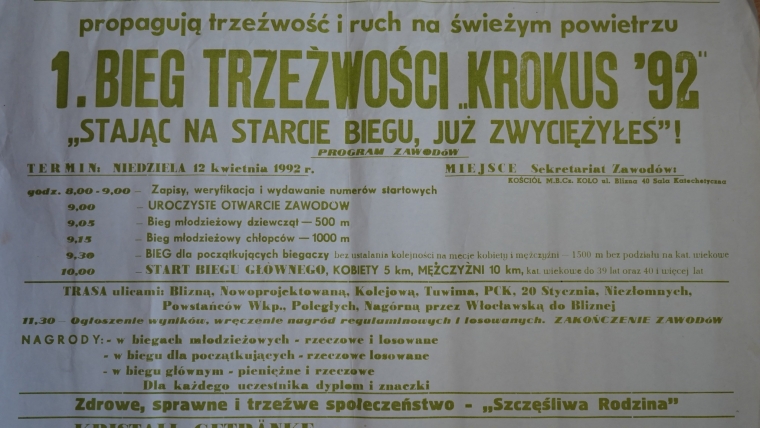 propagują trzeźwość i ruch na świeżym powietrzu
1. BIEG TRZEŹWOŚCI „KROKUS '92"
„STAJĄC NA STARCIE BIEGU, JUŻ ZWYCIĘŻYŁEŚ"!
PROGRAM ZAWODÓW
TERMIN: NIEDZIELA 12 kwietnia 1992 r. MIEJSCE Sekretariat Zawodów:
KOŚCIÓŁ M.B.Cz. KOŁO ul. Blizna 40 Sala Katechetyczna
godz. 8,00 - 9,00 – Zapisy, weryfikacja i wydawanie numerów startowych
9,00 – UROCZYSTE OTWARCIE ZAWODÓW
9,05 – Bieg młodzieżowy dziewcząt — 500 m
9,15 – Bieg młodzieżowy chłopców — 1000 m
9,30 – BIEG dla początkujących biegaczy bez ustalania kolejności na mecie kobiety i mężczyźni – 1500 m bez podziału na kat. wiekowe
10,00 – START BIEGU GŁÓWNEGO, KOBIETY 5 km, MĘŻCZYŹNI 10 km, kat. wiekowe do 39 lat oraz 40 i więcej lat
TRASA ulicami: Blizną, Nowoprojektowaną, Kolejową, Tuwima, PCK, 20 Stycznia, Niezłomnych,
Powstańców Wkp., Poległych, Nagórną przez Włocławską do Bliznej
11,30 – Ogłoszenie wyników, wręczenie nagród regulaminowych i losowanych. ZAKOŃCZENIE ZAWODÓW
NAGRODY: - w biegach młodzieżowych - rzeczowe i losowane
- w biegu dla początkujących - rzeczowe losowane
- w biegu głównym - pieniężne i rzeczowe
Dla każdego uczestnika dyplom i znaczki
Zdrowe, sprawne i trzeźwe społeczeństwo - „Szczęśliwa Rodzina"
KRISTALL GETRÄNKE